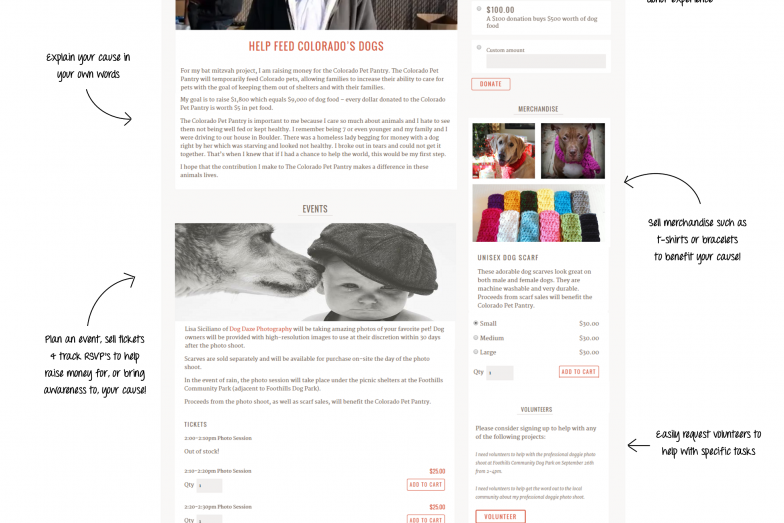 donor experience
$100.00
A $100 donation buys $500 worth of dog
food
Custom amount
DONATE
Explain your cause in
your own words
HELP FEED COLORADO'S DOGS
For my bat mitzvah project, I am raising money for the Colorado Pet Pantry. The Colorado Pet
Pantry will temporarily feed Colorado pets, allowing families to increase their ability to care for
pets with the goal of keeping them out of shelters and with their families.
My goal is to raise $1,800 which equals $9,000 of dog food – every dollar donated to the Colorado
Pet Pantry is worth $5 in pet food.
The Colorado Pet Pantry is important to me because I care so much about animals and I hate to see
them not being well fed or kept healthy. I remember being 7 or even younger and my family and I
were driving to our house in Boulder. There was a homeless lady begging for money with a dog
right by her which was starving and looked not healthy. I broke out in tears and could not get it
together. That's when I knew that if I had a chance to help the world, this would be my first step.
I hope that the contribution I make to The Colorado Pet Pantry makes a difference in these
animals lives.
EVENTS
Plan an event, sell tickets
& track RSVP's to help
raise money for, or bring
awareness to, your cause!
Lisa Siciliano of Dog Daze Photography will be taking amazing photos of your favorite pet! Dog
owners will be provided with high-resolution images to use at their discretion within 30 days
after the photo shoot.
Scarves are sold separately and will be available for purchase on-site the day of the photo
shoot.
In the event of rain, the photo session will take place under the picnic shelters at the Foothills
Community Park (adjacent to Foothills Dog Park).
Proceeds from the photo shoot, as well as scarf sales, will benefit the Colorado Pet Pantry.
TICKETS
2:00-2:10pm Photo Session
Out of stock!
2:10-2:20pm Photo Session $25.00
Qty 1 ADD TO CART
2:20-2:30pm Photo Session $25.00
Qty 1 ADD TO CART
MERCHANDISE
Sell merchandise such as
t-shirts or bracelets
to benefit your cause!
UNISEX DOG SCARF
These adorable dog scarves look great on
both male and female dogs. They are
machine washable and very durable.
Proceeds from scarf sales will benefit the
Colorado Pet Pantry.
Small $30.00
Medium $30.00
Large $30.00
Qty 1 ADD TO CART
VOLUNTEERS
Please consider signing up to help with any
of the following projects:
I need volunteers to help with the professional doggie photo
shoot at Foothills Community Dog Park on September 20th
from 2-4pm.
I need volunteers to help get the word out to the local
community about my professional doggie photo shoot.
VOLUNTEER
Easily request volunteers to
help with specific tasks